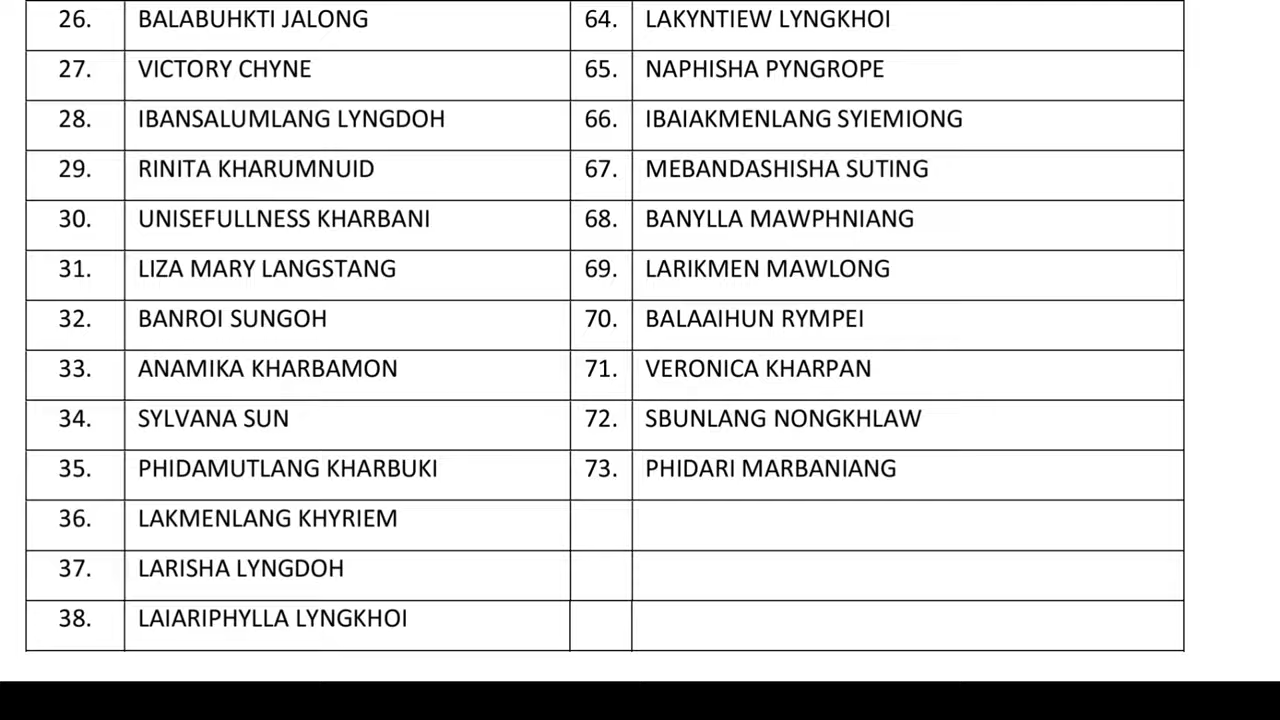 26. BALABUHKTI JALONG 64. LAKYNTIEW LYNGKHOI
27. VICTORY CHYNE 65. NAPHISHA PYNGROPE
28. IBANSALUMLANG LYNGDOH 66. IBAIAKMENLANG SYIEMIONG
29. RINITA KHARUMNUID 67. MEBANDASHISHA SUTING
30. UNISEFULLNESS KHARBANI 68. BANYLLA MAWPHNIANG
31. LIZA MARY LANGSTANG 69. LARIKMEN MAWLONG
32. BANROI SUNGOH 70. BALAAIHUN RYMPEI
33. ANAMIKA KHARBAMON 71. VERONICA KHARPAN
34. SYLVANA SUN 72. SBUNLANG NONGKHLAW
35. PHIDAMUTLANG KHARBUKI 73. PHIDARI MARBANIANG
36. LAKMENLANG KHYRIEM
37. LARISHA LYNGDOH
38. LAIARIPHYLLA LYNGKHOI